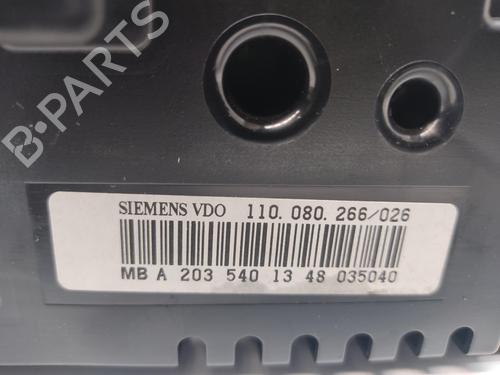 B-PARTS
SIEMENS VDO 110.080.266/026
MB A 203 540 13 48 035040